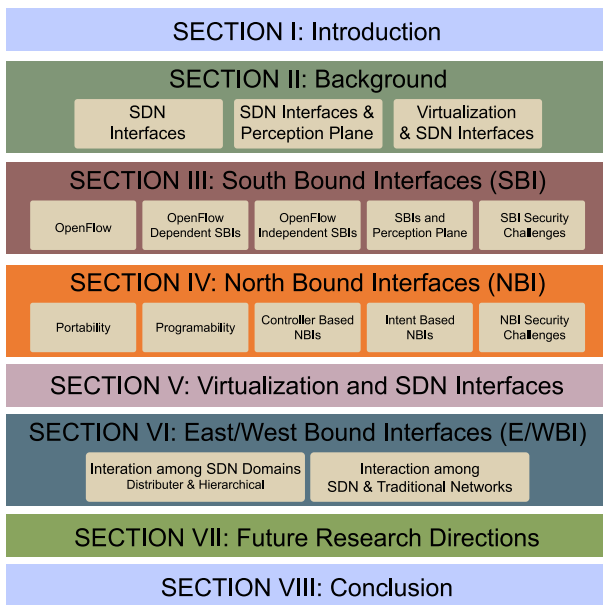 SECTION I: Introduction
SECTION II: Background
SDN
Interfaces
SDN Interfaces &
Perception Plane
Virtualization
& SDN Interfaces
SECTION III: South Bound Interfaces (SBI)
OpenFlow
OpenFlow
Dependent SBIs
OpenFlow
Independent SBIs
SBIs and
Perception Plane
SBI Security
Challenges
SECTION IV: North Bound Interfaces (NBI)
Portability
Programability
Controller Based
NBIs
Intent Based
NBIs
NBI Security
Challenges
SECTION V: Virtualization and SDN Interfaces
SECTION VI: East/West Bound Interfaces (E/WBI)
Interation among SDN Domains
Distributer & Hierarchical
Interaction among
SDN & Traditional Networks
SECTION VII: Future Research Directions
SECTION VIII: Conclusion